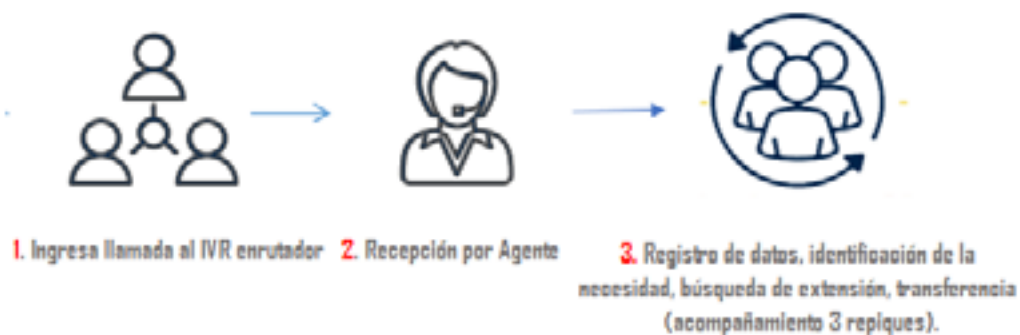 1. Ingresa llamada al IVR enrutador
2. Recepción por Agente
3. Registro de datos, identificación de la
necesidad, búsqueda de extensión, transferencia
(acompañamiento 3 repiques).